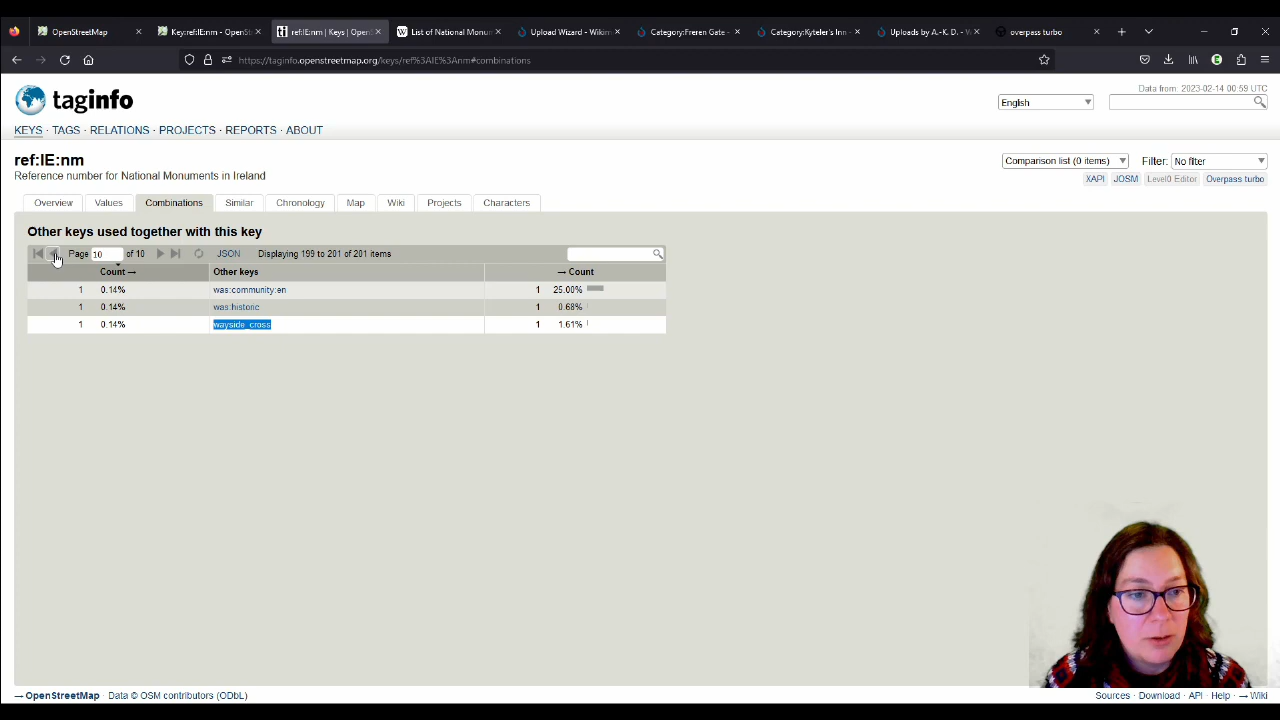 OpenStreetMap
Key:ref:IE:nm - OpenStr
ref:IE:nm | Keys | Open
List of National Monum
Upload Wizard - Wikim
Category:Freren Gate -
Category:Kyteler's Inn -
Uploads by A.-K. D. - W
overpass turbo
https://taginfo.openstreetmap.org/keys/ref%3AIE%3Anm#combinations
taginfo
English
Data from: 2023-02-14 00:59 UTC
KEYS · TAGS · RELATIONS · PROJECTS · REPORTS · ABOUT
ref:IE:nm
Reference number for National Monuments in Ireland
Comparison list (0 items)
Filter: No filter
XAPI JOSM Level0 Editor Overpass turbo
Overview Values Combinations Similar Chronology Map Wiki Projects Characters
Other keys used together with this key
Page 10 of 10 JSON Displaying 199 to 201 of 201 items
Count → Other keys → Count
1 0.14% was:community:en 1 25.00%
1 0.14% was:historic 1 0.68%
1 0.14% wayside_cross 1 1.61%
→ OpenStreetMap Data © OSM contributors (ODbL)
Sources · Download · API · Help · → Wiki